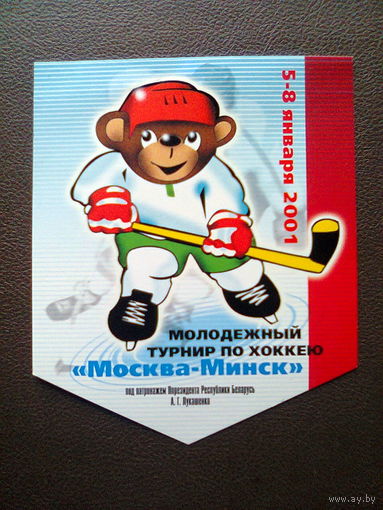 5-8 января 2001
МОЛОДЕЖНЫЙ
ТУРНИР ПО ХОККЕЮ
«Москва-Минск»
под патронажем Президента Республики Беларусь
А. Г. Лукашенко
www.ay.by